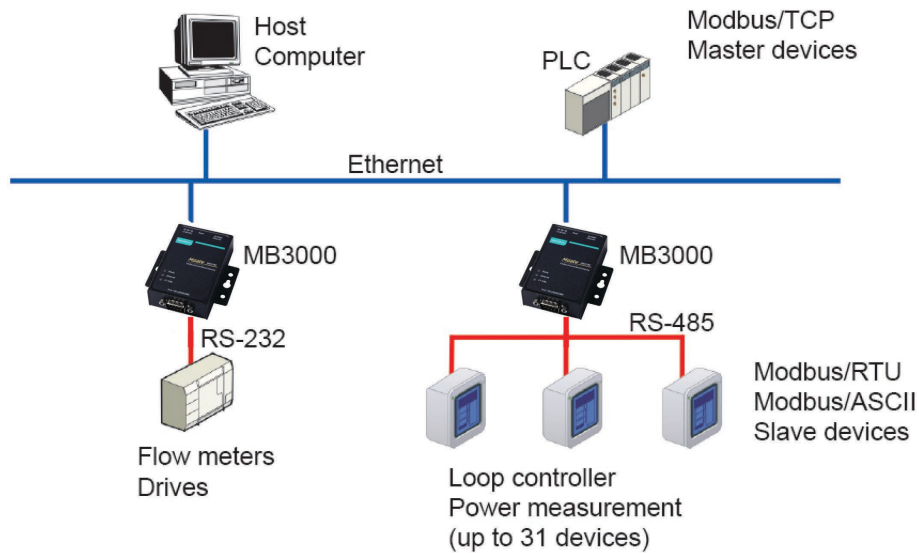 Host
Computer
PLC
Modbus/TCP
Master devices
Ethernet
MB3000
MB3000
RS-232
RS-485
Modbus/RTU
Modbus/ASCII
Slave devices
Flow meters
Drives
Loop controller
Power measurement
(up to 31 devices)